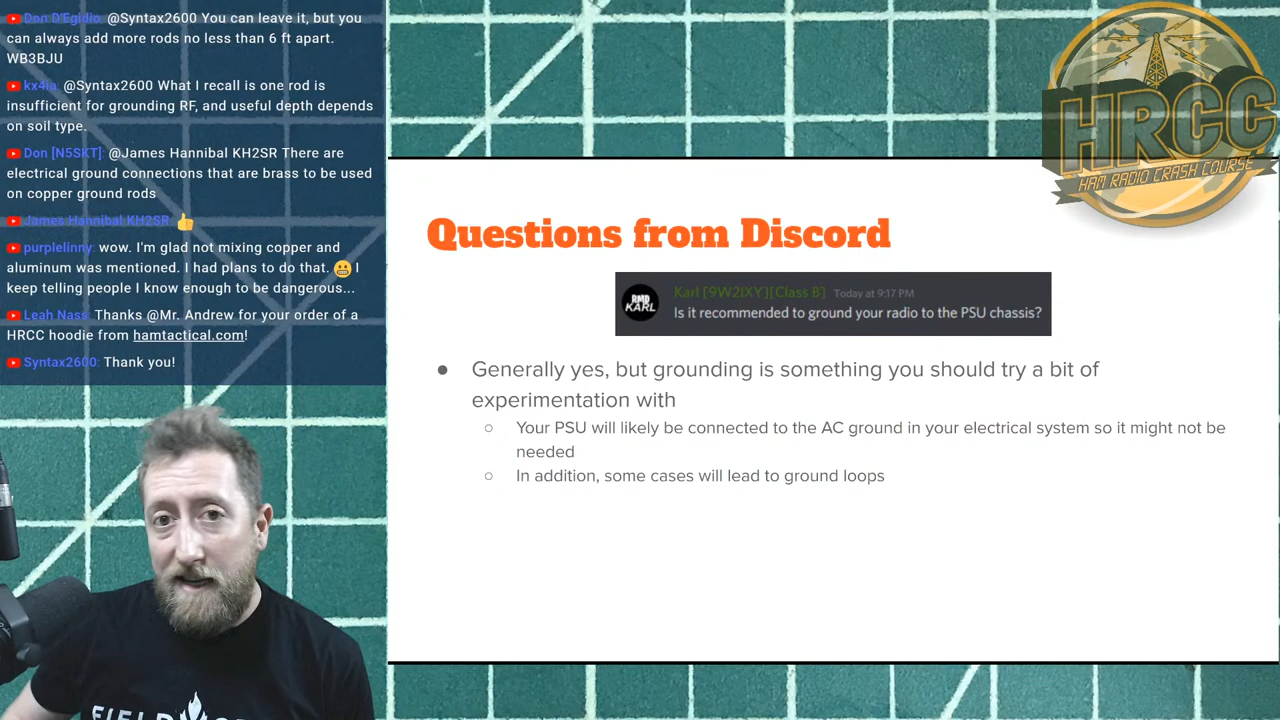 Don D'Egidio: @Syntax2600 You can leave it, but you
can always add more rods no less than 6 ft apart.
WB3BJU
kx4la: @Syntax2600 What I recall is one rod is
insufficient for grounding RF, and useful depth depends
on soil type.
Don [N5SKT]: @James Hannibal KH2SR There are
electrical ground connections that are brass to be used
on copper ground rods
James Hannibal KH2SR: 👍
purplelinny: wow. I'm glad not mixing copper and
aluminum was mentioned. I had plans to do that. 😬 I
keep telling people I know enough to be dangerous...
Leah Nass: Thanks @Mr. Andrew for your order of a
HRCC hoodie from hamtactical.com!
Syntax2600: Thank you!
HRCC
HAM RADIO CRASH COURSE
Questions from Discord
RMD
KARL
Karl [9W2IXY][Class B] Today at 9:17 PM
Is it recommended to ground your radio to the PSU chassis?
● Generally yes, but grounding is something you should try a bit of
experimentation with
○ Your PSU will likely be connected to the AC ground in your electrical system so it might not be
needed
○ In addition, some cases will lead to ground loops